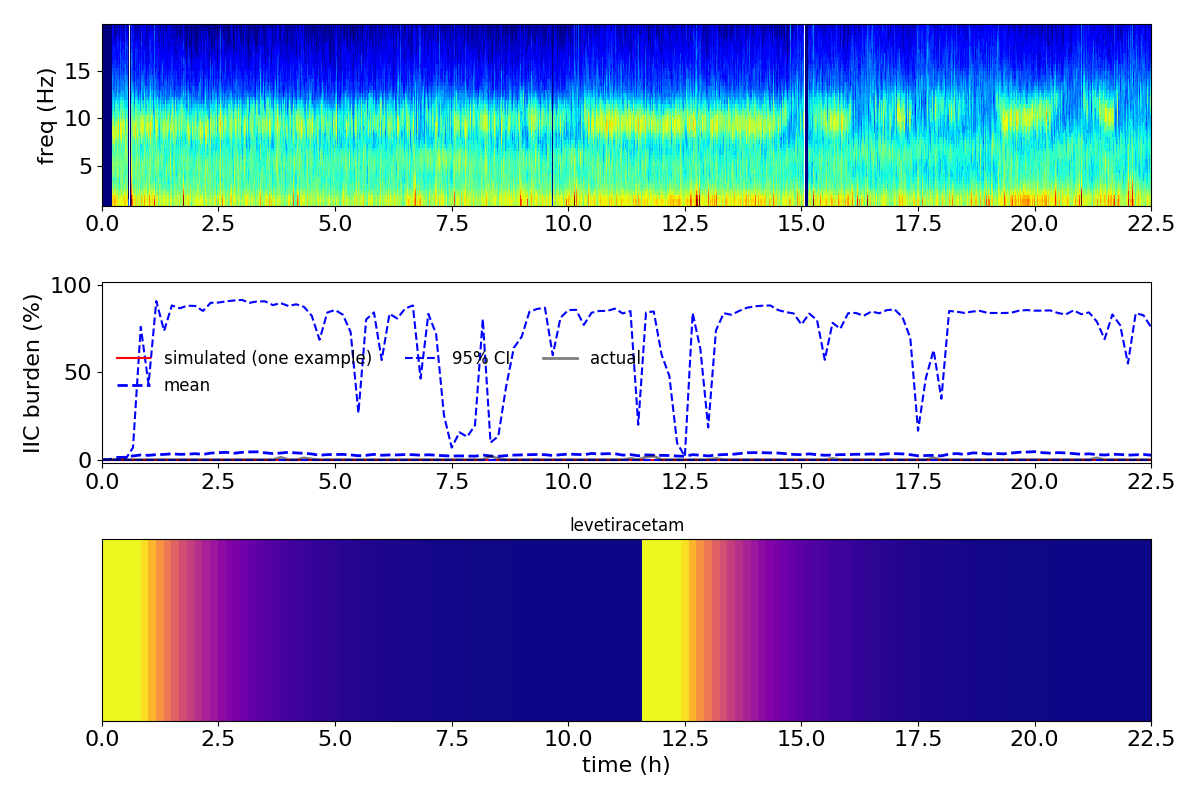 freq (Hz)
15
10
5
0.0 2.5 5.0 7.5 10.0 12.5 15.0 17.5 20.0 22.5
IIC burden (%)
100
50
0
simulated (one example) 95% CI actual
mean
0.0 2.5 5.0 7.5 10.0 12.5 15.0 17.5 20.0 22.5
levetiracetam
0.0 2.5 5.0 7.5 10.0 12.5 15.0 17.5 20.0 22.5
time (h)